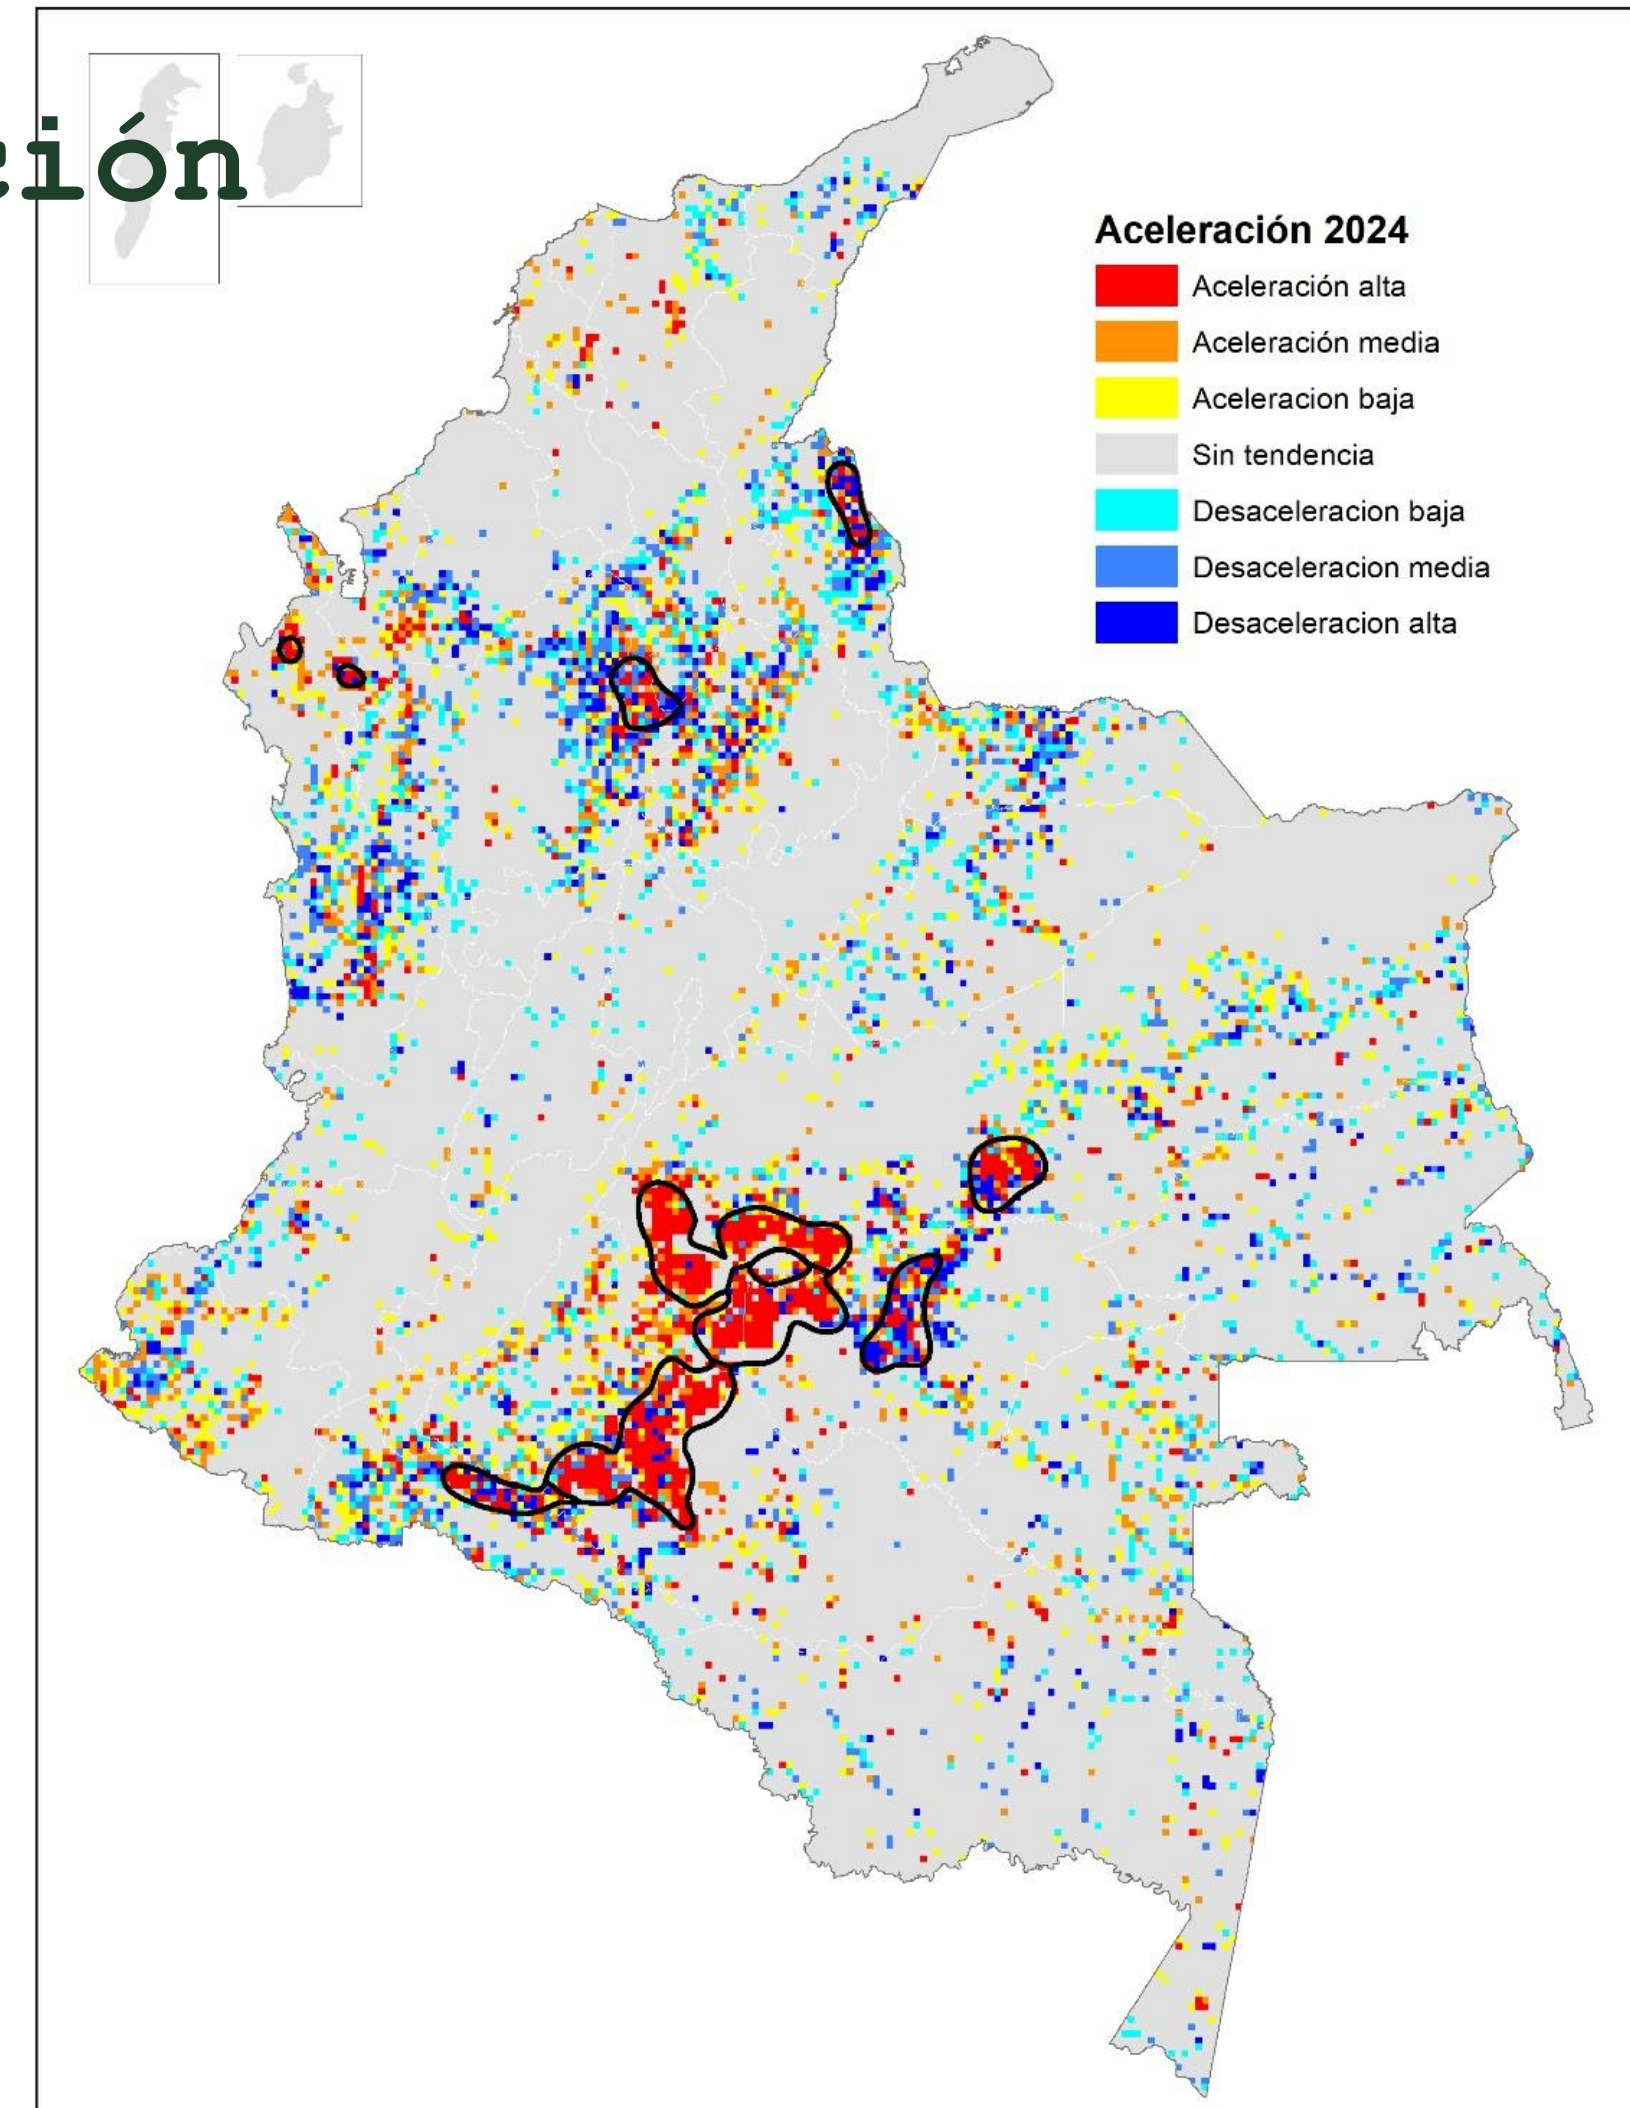 ción
Aceleración 2024
Aceleración alta
Aceleración media
Aceleracion baja
Sin tendencia
Desaceleracion baja
Desaceleracion media
Desaceleracion alta